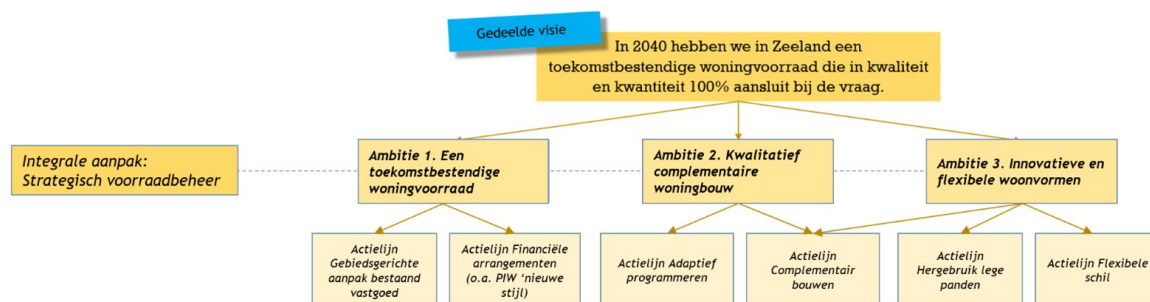 Gedeelde visie
In 2040 hebben we in Zeeland een
toekomstbestendige woningvoorraad die in kwaliteit
en kwantiteit 100% aansluit bij de vraag.
Integrale aanpak:
Strategisch voorraadbeheer
Ambitie 1. Een
toekomstbestendige
woningvoorraad
Ambitie 2. Kwalitatief
complementaire
woningbouw
Ambitie 3. Innovatieve en
flexibele woonvormen
Actielijn
Gebiedsgerichte
aanpak bestaand
vastgoed
Actielijn Financiële
arrangementen
(o.a. PIW ‘nieuwe
stijl)
Actielijn Adaptief
programmeren
Actielijn
Complementair
bouwen
Actielijn
Hergebruik lege
panden
Actielijn Flexibele
schil